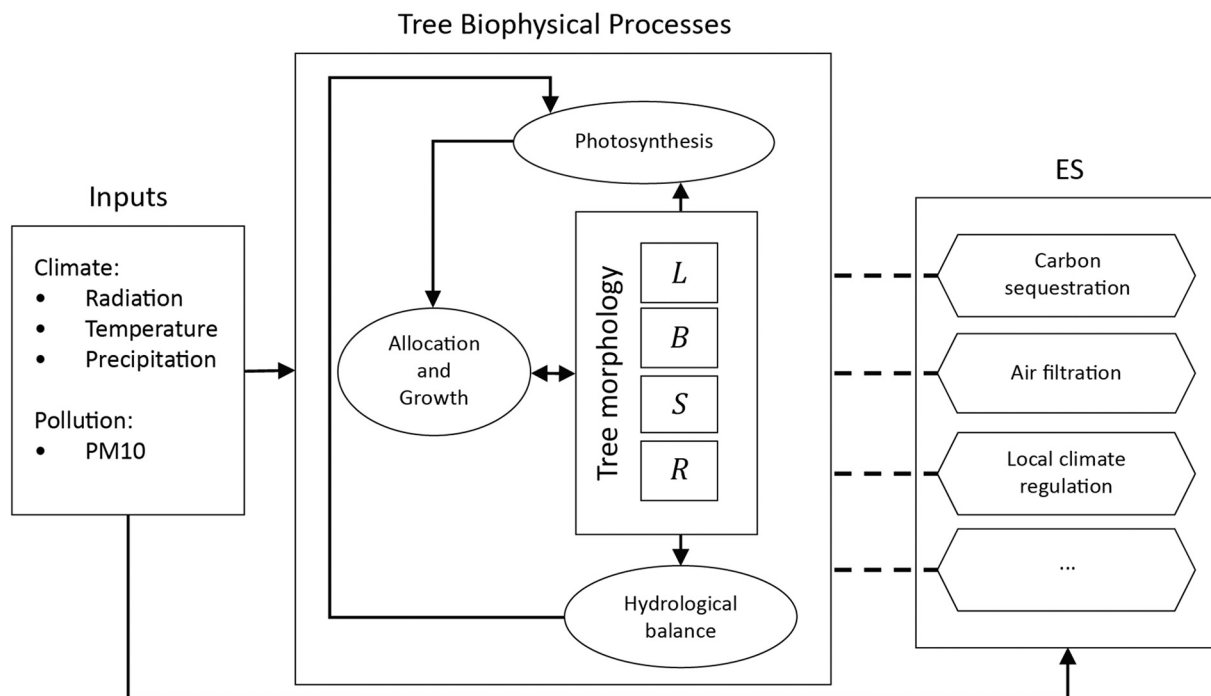 Tree Biophysical Processes
Inputs
Climate:
• Radiation
• Temperature
• Precipitation
Pollution:
• PM10
Photosynthesis
Allocation
and
Growth
Tree morphology
L
B
S
R
Hydrological
balance
ES
Carbon
sequestration
Air filtration
Local climate
regulation
...